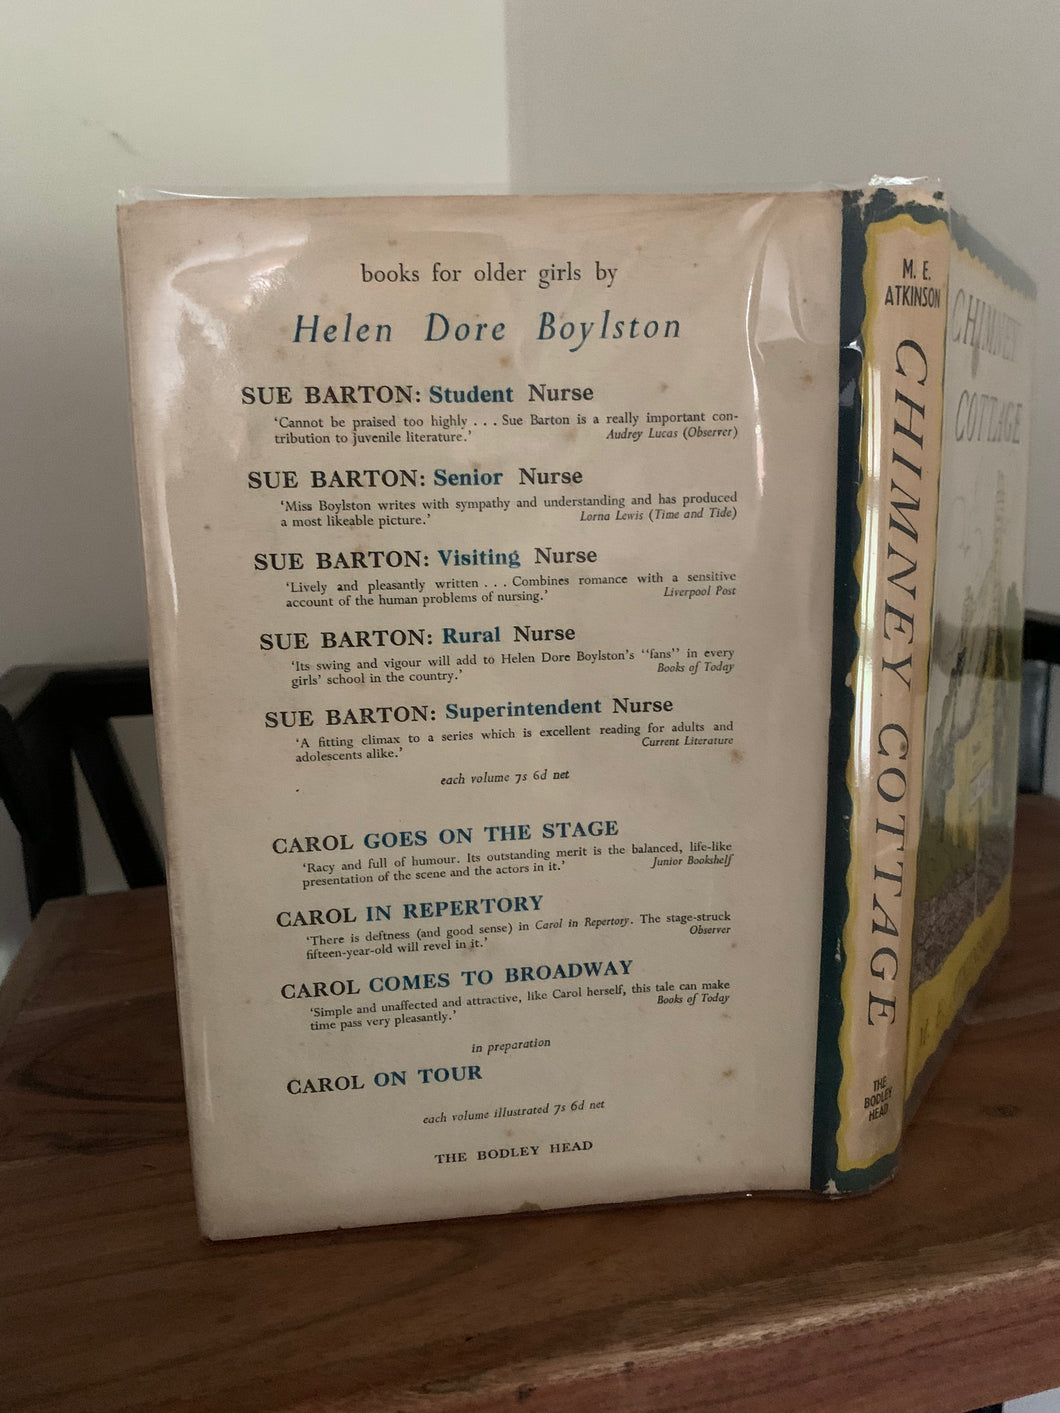 books for older girls by
Helen Dore Boylston
SUE BARTON: Student Nurse
'Cannot be praised too highly . . . Sue Barton is a really important con-
tribution to juvenile literature.' Audrey Lucas (Observer)
SUE BARTON: Senior Nurse
'Miss Boylston writes with sympathy and understanding and has produced
a most likeable picture.' Lorna Lewis (Time and Tide)
SUE BARTON: Visiting Nurse
'Lively and pleasantly written . . . Combines romance with a sensitive
account of the human problems of nursing.' Liverpool Post
SUE BARTON: Rural Nurse
'Its swing and vigour will add to Helen Dore Boylston's "fans" in every
girls' school in the country.' Books of Today
SUE BARTON: Superintendent Nurse
'A fitting climax to a series which is excellent reading for adults and
adolescents alike.' Current Literature
each volume 7s 6d net
CAROL GOES ON THE STAGE
'Racy and full of humour. Its outstanding merit is the balanced, life-like
presentation of the scene and the actors in it.' Junior Bookshelf
CAROL IN REPERTORY
'There is deftness (and good sense) in Carol in Repertory. The stage-struck
fifteen-year-old will revel in it.' Observer
CAROL COMES TO BROADWAY
'Simple and unaffected and attractive, like Carol herself, this tale can make
time pass very pleasantly.' Books of Today
in preparation
CAROL ON TOUR
each volume illustrated 7s 6d net
THE BODLEY HEAD
M. E.
ATKINSON
CHIMNEY COTTAGE
THE
BODLEY
HEAD
CHIMNEY
COTTAGE